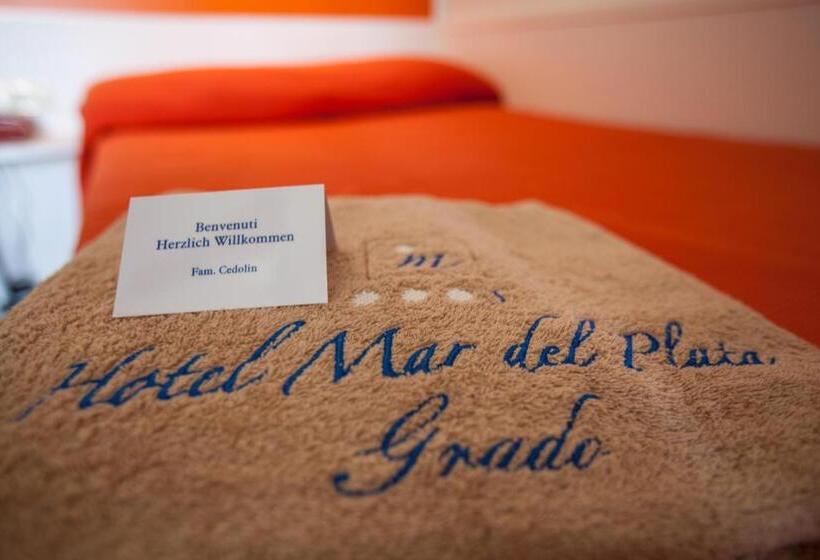 Benvenuti
Herzlich Willkommen
Fam. Cedolin
m
Hotel Mar del Plata
Grado